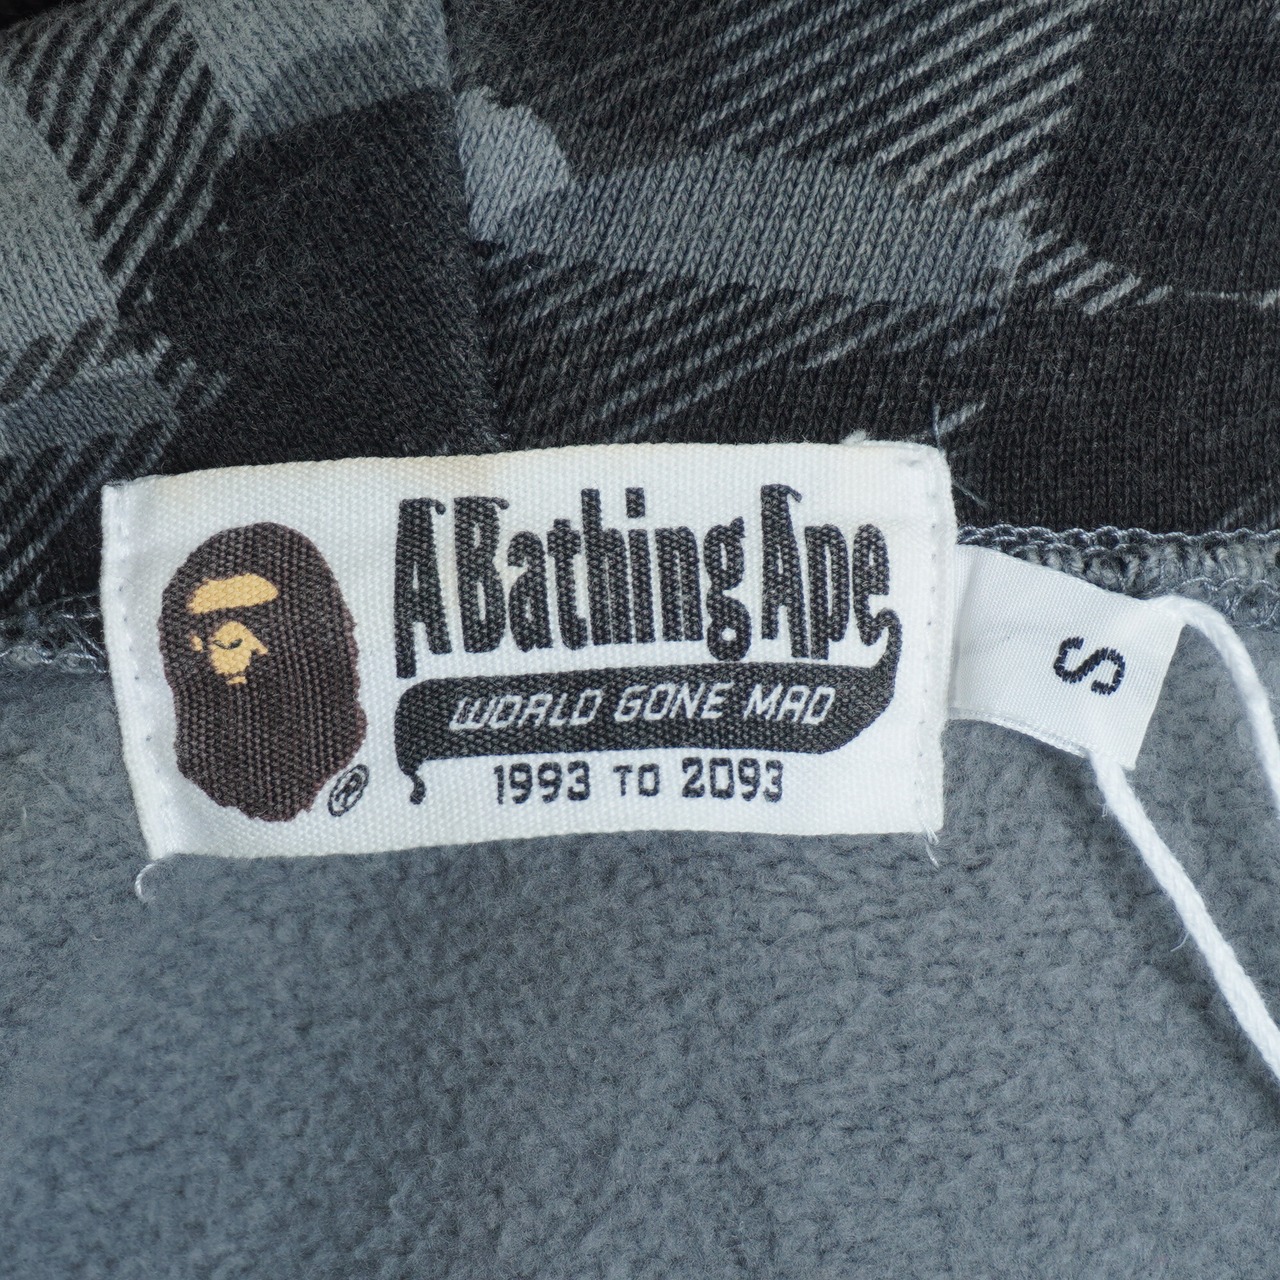 A Bathing Ape
WORLD GONE MAD
1993 TO 2093
®
S